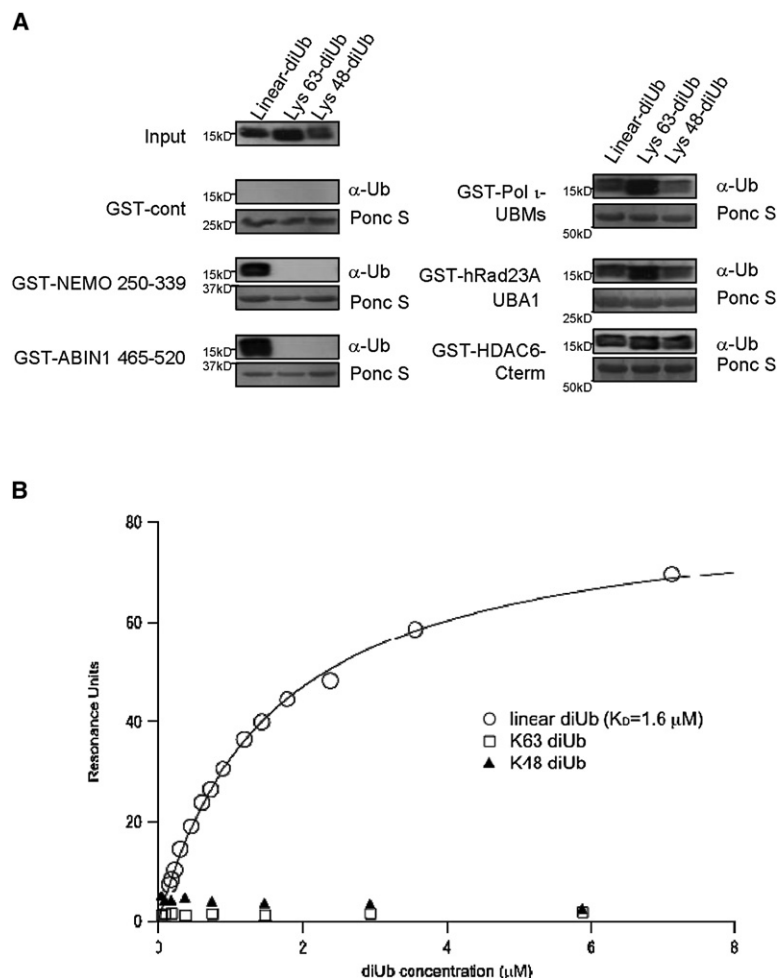 A
Linear-diUb
Lys 63-diUb
Lys 48-diUb
Input
15kD
GST-cont
15kD
α-Ub
25kD
Ponc S
GST-NEMO 250-339
15kD
α-Ub
37kD
Ponc S
GST-ABIN1 465-520
15kD
α-Ub
37kD
Ponc S
Linear-diUb
Lys 63-diUb
Lys 48-diUb
GST-Pol ι-
UBMs
15kD
α-Ub
Ponc S
50kD
GST-hRad23A
UBA1
15kD
α-Ub
Ponc S
25kD
GST-HDAC6-
Cterm
15kD
α-Ub
Ponc S
50kD
B
80
60
40
20
0
Resonance Units
linear diUb (KD=1.6 μM)
K63 diUb
K48 diUb
0 2 4 6 8
diUb concentration (μM)